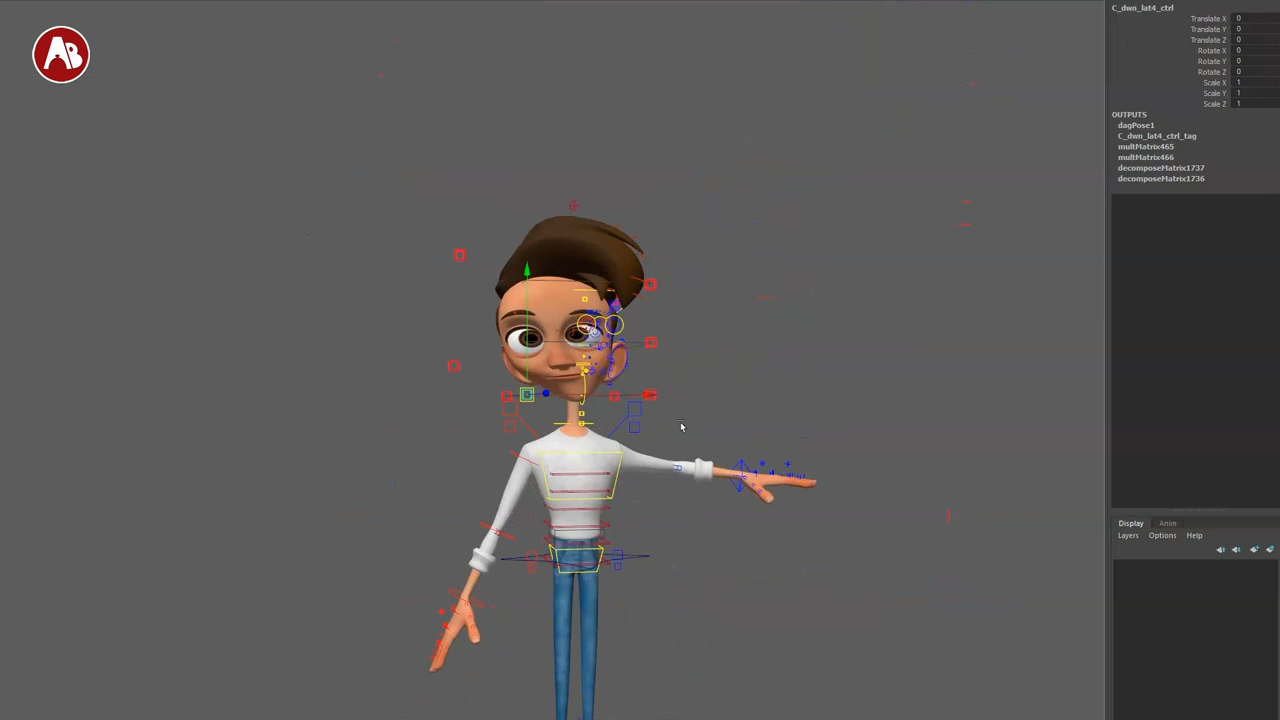 AB
C_dwn_lat4_ctrl
Translate X 0
Translate Y 0
Translate Z 0
Rotate X 0
Rotate Y 0
Rotate Z 0
Scale X 1
Scale Y 1
Scale Z 1
OUTPUTS
dagPose1
C_dwn_lat4_ctrl_tag
multMatrix465
multMatrix466
decomposeMatrix1737
decomposeMatrix1736
Display Anim
Layers Options Help